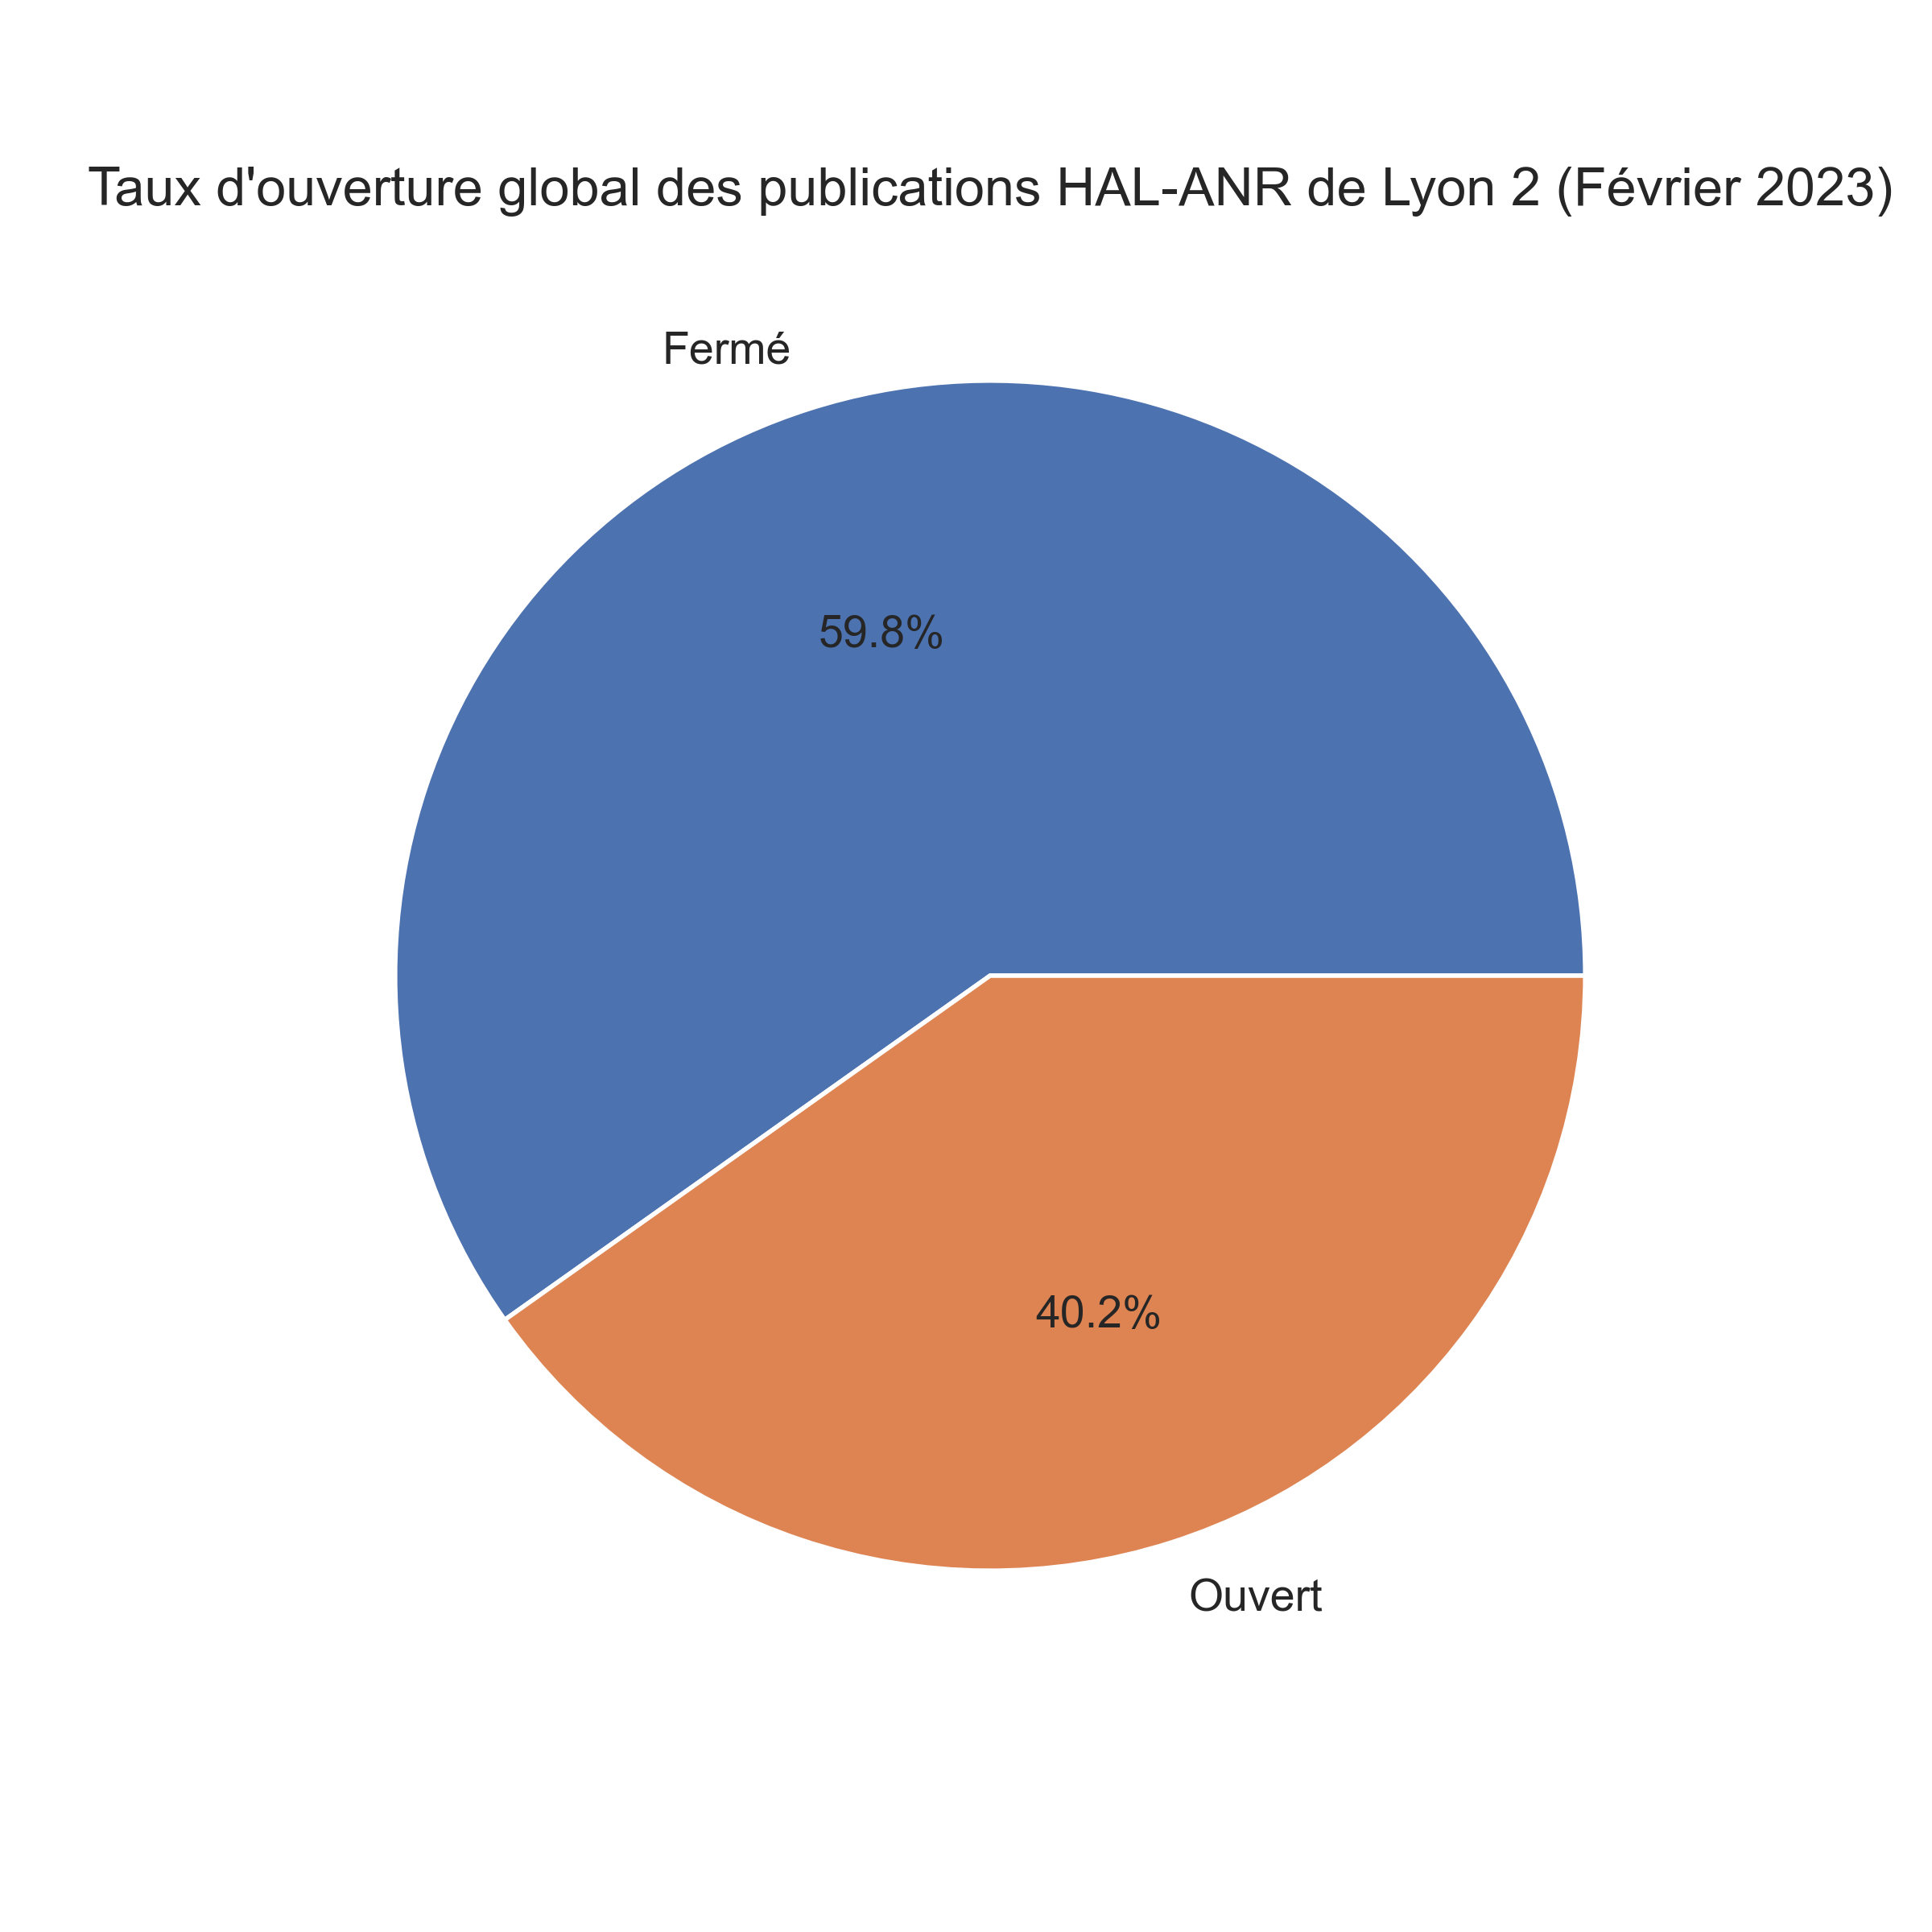 Taux d'ouverture global des publications HAL-ANR de Lyon 2 (Février 2023)
Fermé
59.8%
40.2%
Ouvert